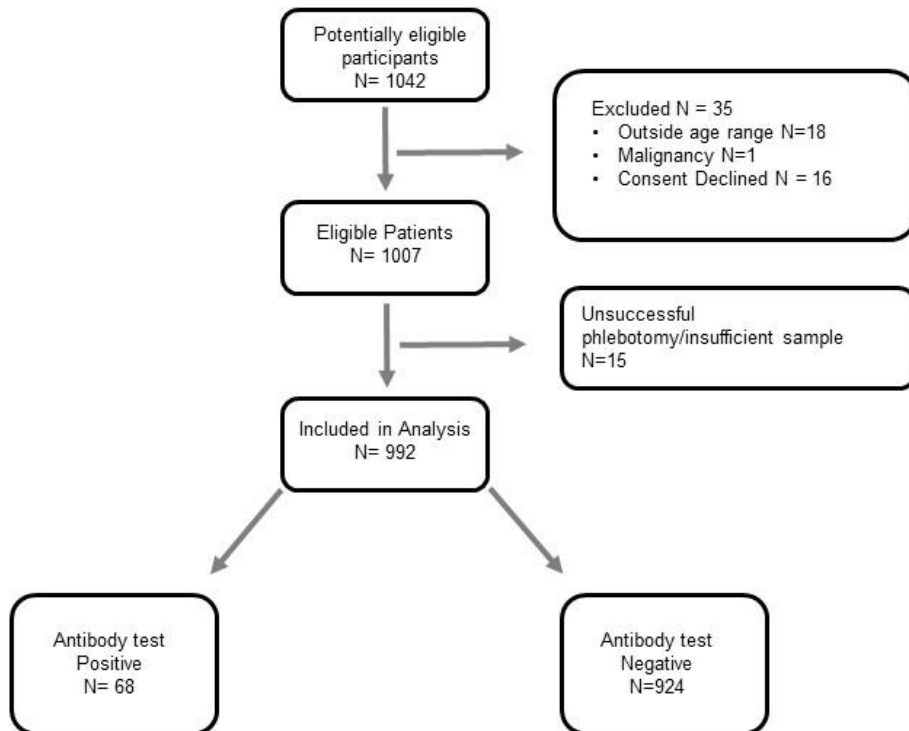 Potentially eligible
participants
N= 1042
Excluded N = 35
• Outside age range N=18
• Malignancy N=1
• Consent Declined N = 16
Eligible Patients
N= 1007
Unsuccessful
phlebotomy/insufficient sample
N=15
Included in Analysis
N= 992
Antibody test
Positive
N= 68
Antibody test
Negative
N=924